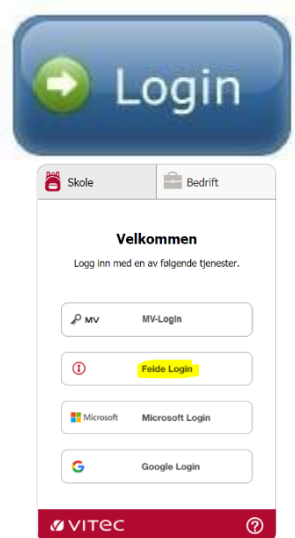 Login
Skole Bedrift
Velkommen
Logg inn med en av følgende tjenester.
MV MV-Login
Feide Login
Microsoft Microsoft Login
G Google Login
VITEC ?